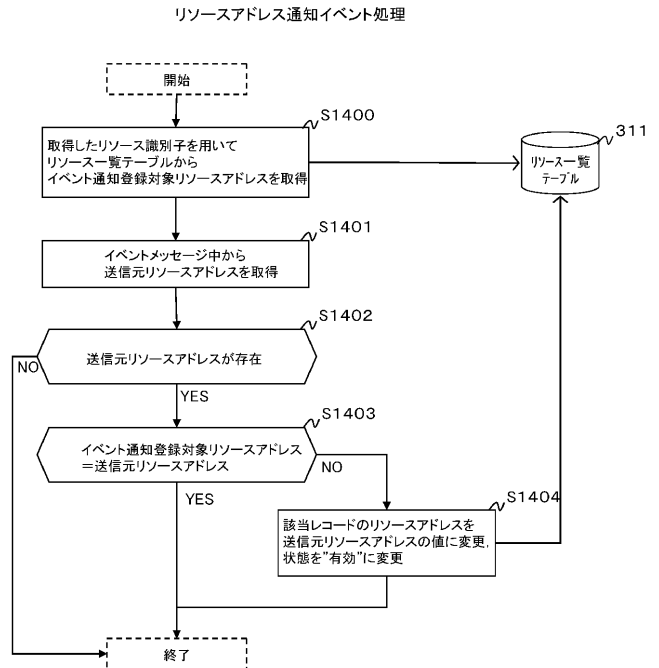 リソースアドレス通知イベント処理
開始
S1400
取得したリソース識別子を用いて
リソース一覧テーブルから
イベント通知登録対象リソースアドレスを取得
311
リソース一覧
テーブル
S1401
イベントメッセージ中から
送信元リソースアドレスを取得
S1402
送信元リソースアドレスが存在
NO
YES
S1403
イベント通知登録対象リソースアドレス
＝送信元リソースアドレス
NO
YES
S1404
該当レコードのリソースアドレスを
送信元リソースアドレスの値に変更,
状態を”有効”に変更
終了